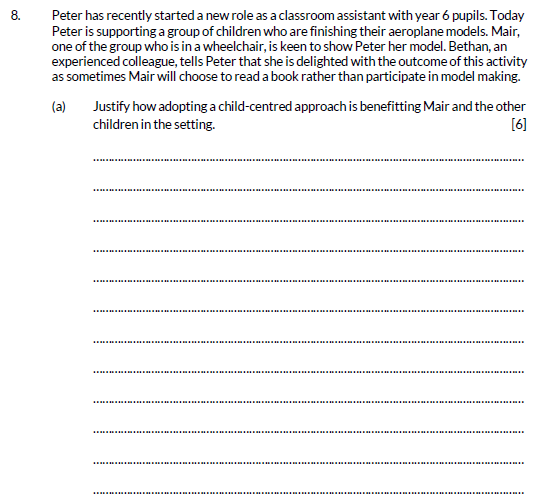 8. Peter has recently started a new role as a classroom assistant with year 6 pupils. Today
Peter is supporting a group of children who are finishing their aeroplane models. Mair,
one of the group who is in a wheelchair, is keen to show Peter her model. Bethan, an
experienced colleague, tells Peter that she is delighted with the outcome of this activity
as sometimes Mair will choose to read a book rather than participate in model making.
(a) Justify how adopting a child-centred approach is benefitting Mair and the other
children in the setting. [6]